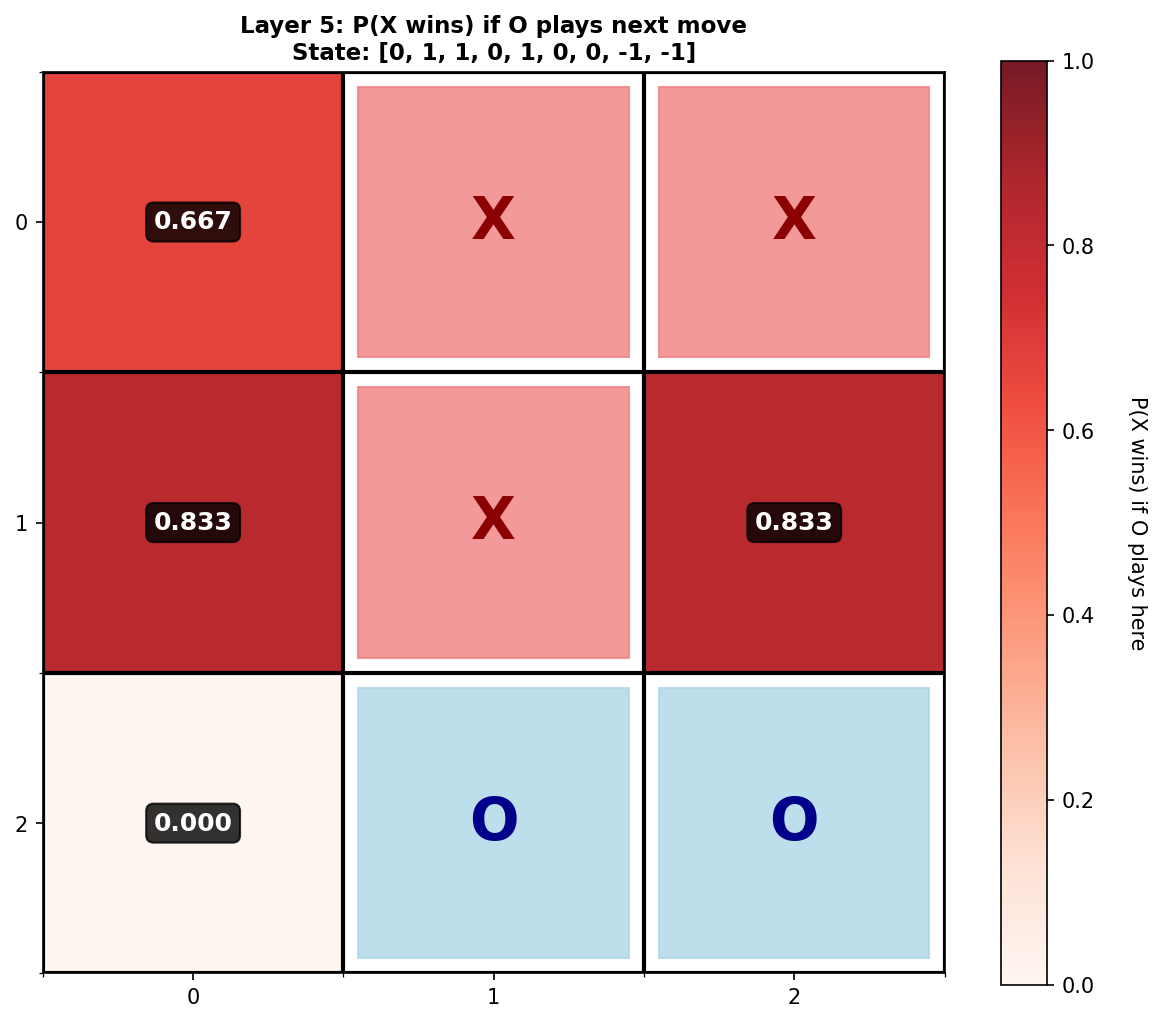 Layer 5: P(X wins) if O plays next move
State: [0, 1, 1, 0, 1, 0, 0, -1, -1]
0
0.667
X
X
1
0.833
X
0.833
2
0.000
O
O
0
1
2
1.0
0.8
0.6
0.4
0.2
0.0
P(X wins) if O plays here